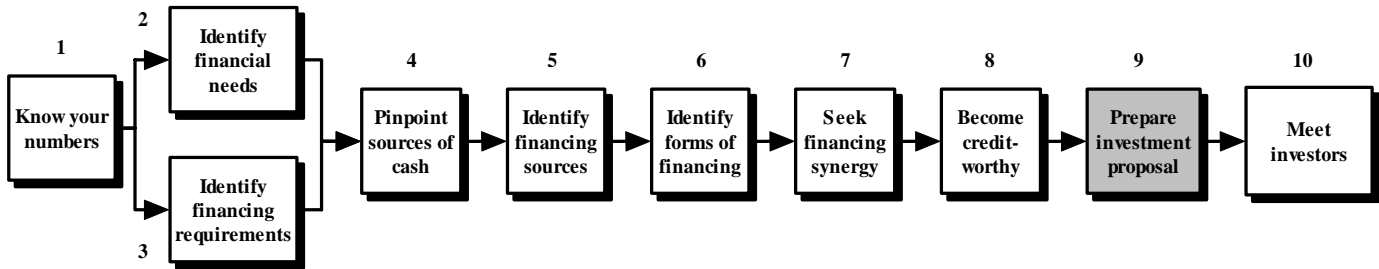 1
Know your
numbers
2
Identify
financial
needs
3
Identify
financing
requirements
4
Pinpoint
sources of
cash
5
Identify
financing
sources
6
Identify
forms of
financing
7
Seek
financing
synergy
8
Become
credit-
worthy
9
Prepare
investment
proposal
10
Meet
investors